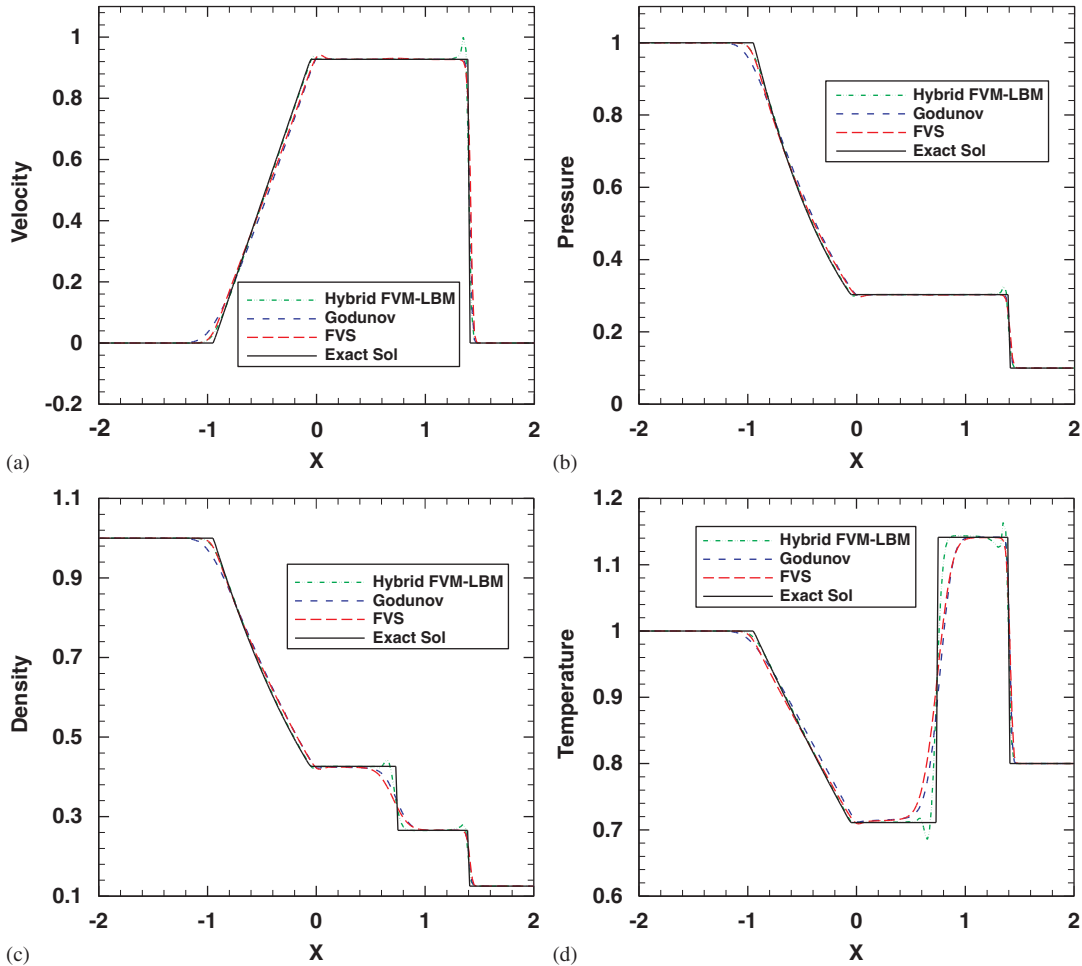 1
0.8
0.6
0.4
0.2
0
-0.2
Velocity
Hybrid FVM-LBM
Godunov
FVS
Exact Sol
-2 -1 0 1 2
X
(a)
1
0.8
0.6
0.4
0.2
0
Pressure
Hybrid FVM-LBM
Godunov
FVS
Exact Sol
-2 -1 0 1 2
X
(b)
1.1
0.9
0.7
0.5
0.3
0.1
Density
Hybrid FVM-LBM
Godunov
FVS
Exact Sol
-2 -1 0 1 2
X
(c)
1.2
1.1
1
0.9
0.8
0.7
0.6
Temperature
Hybrid FVM-LBM
Godunov
FVS
Exact Sol
-2 -1 0 1 2
X
(d)